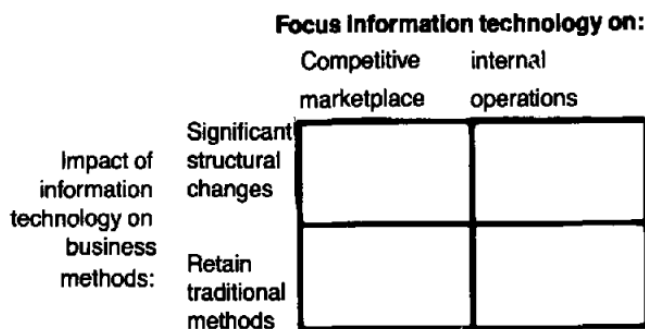 Focus information technology on:
Competitive internal
marketplace operations
Significant
structural
changes
Impact of
information
technology on
business
methods:
Retain
traditional
methods